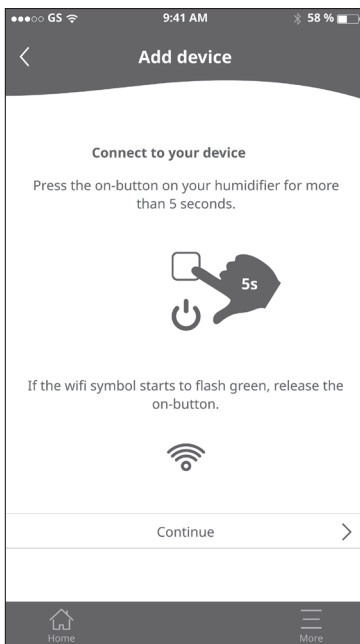 GS 9:41 AM 58 %
Add device
Connect to your device
Press the on-button on your humidifier for more
than 5 seconds.
5s
If the wifi symbol starts to flash green, release the
on-button.
Continue
Home More